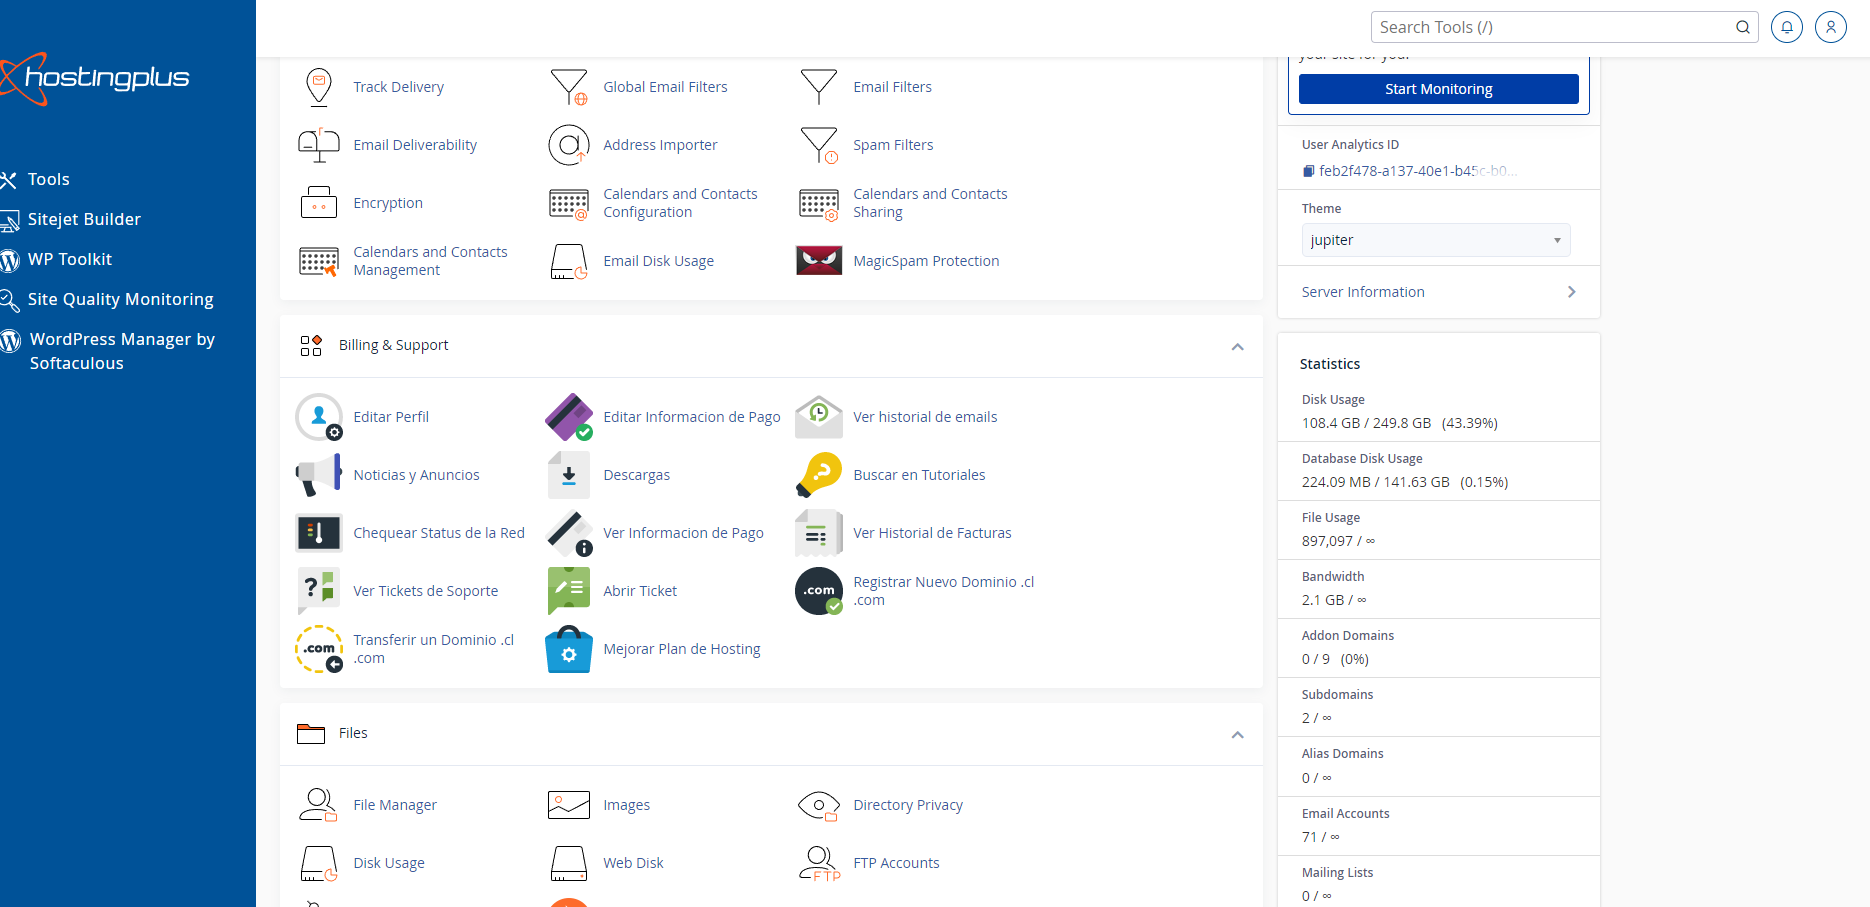 Search Tools (/)
hostingplus
Tools
Sitejet Builder
WP Toolkit
Site Quality Monitoring
WordPress Manager by
Softaculous
Track Delivery
Global Email Filters
Email Filters
Email Deliverability
Address Importer
Spam Filters
Encryption
Calendars and Contacts
Configuration
Calendars and Contacts
Sharing
Calendars and Contacts
Management
Email Disk Usage
MagicSpam Protection
Billing & Support
Editar Perfil
Editar Informacion de Pago
Ver historial de emails
Noticias y Anuncios
Descargas
Buscar en Tutoriales
Chequear Status de la Red
Ver Informacion de Pago
Ver Historial de Facturas
?
Ver Tickets de Soporte
Abrir Ticket
.com
Registrar Nuevo Dominio .cl
.com
.com
Transferir un Dominio .cl
.com
Mejorar Plan de Hosting
Files
File Manager
Images
Directory Privacy
Disk Usage
Web Disk
FTP
FTP Accounts
your site for your
Start Monitoring
User Analytics ID
feb2f478-a137-40e1-b45c-b0...
Theme
jupiter
Server Information
Statistics
Disk Usage
108.4 GB / 249.8 GB (43.39%)
Database Disk Usage
224.09 MB / 141.63 GB (0.15%)
File Usage
897,097 / ∞
Bandwidth
2.1 GB / ∞
Addon Domains
0 / 9 (0%)
Subdomains
2 / ∞
Alias Domains
0 / ∞
Email Accounts
71 / ∞
Mailing Lists
0 / ∞